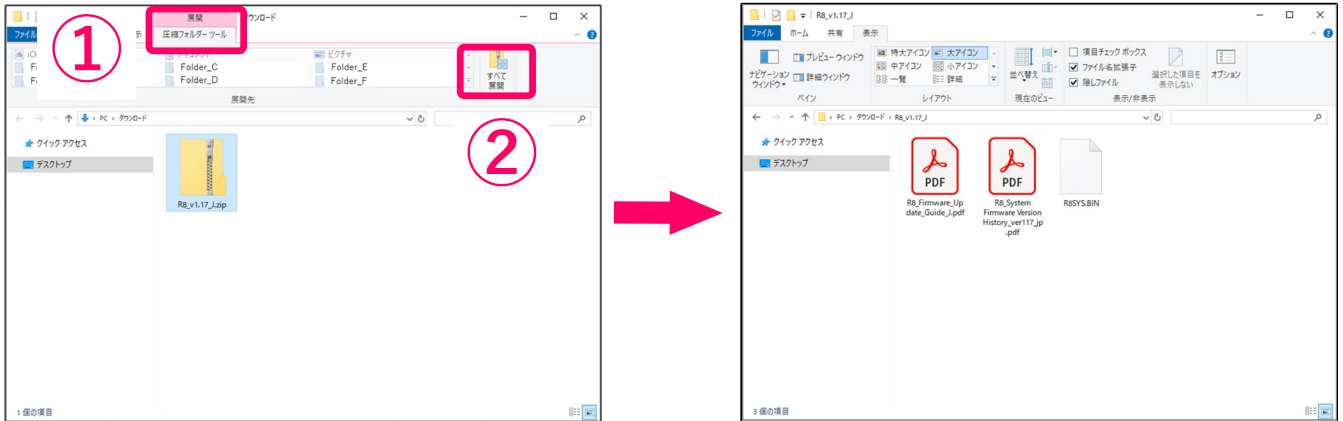 展開
ダウンロード
ファイル
示
圧縮フォルダー ツール
①
ピクチャ
Folder_C
Folder_E
Folder_D
Folder_F
すべて
展開
展開先
②
PC › ダウンロード
クイック アクセス
デスクトップ
R8_v1.17_J.zip
1 個の項目
R8_v1.17_J
ファイル
ホーム
共有
表示
ナビゲーション
ウィンドウ
プレビュー ウィンドウ
詳細ウィンドウ
ペイン
特大アイコン
大アイコン
中アイコン
小アイコン
一覧
詳細
レイアウト
並べ替え
現在のビュー
項目チェック ボックス
ファイル名拡張子
隠しファイル
選択した項目を
表示しない
表示/非表示
オプション
PC › ダウンロード › R8_v1.17_J
クイック アクセス
デスクトップ
PDF
R8_Firmware_Up
date_Guide_J.pdf
PDF
R8_System
Firmware Version
History_ver117_jp
.pdf
R8SYS.BIN
3 個の項目